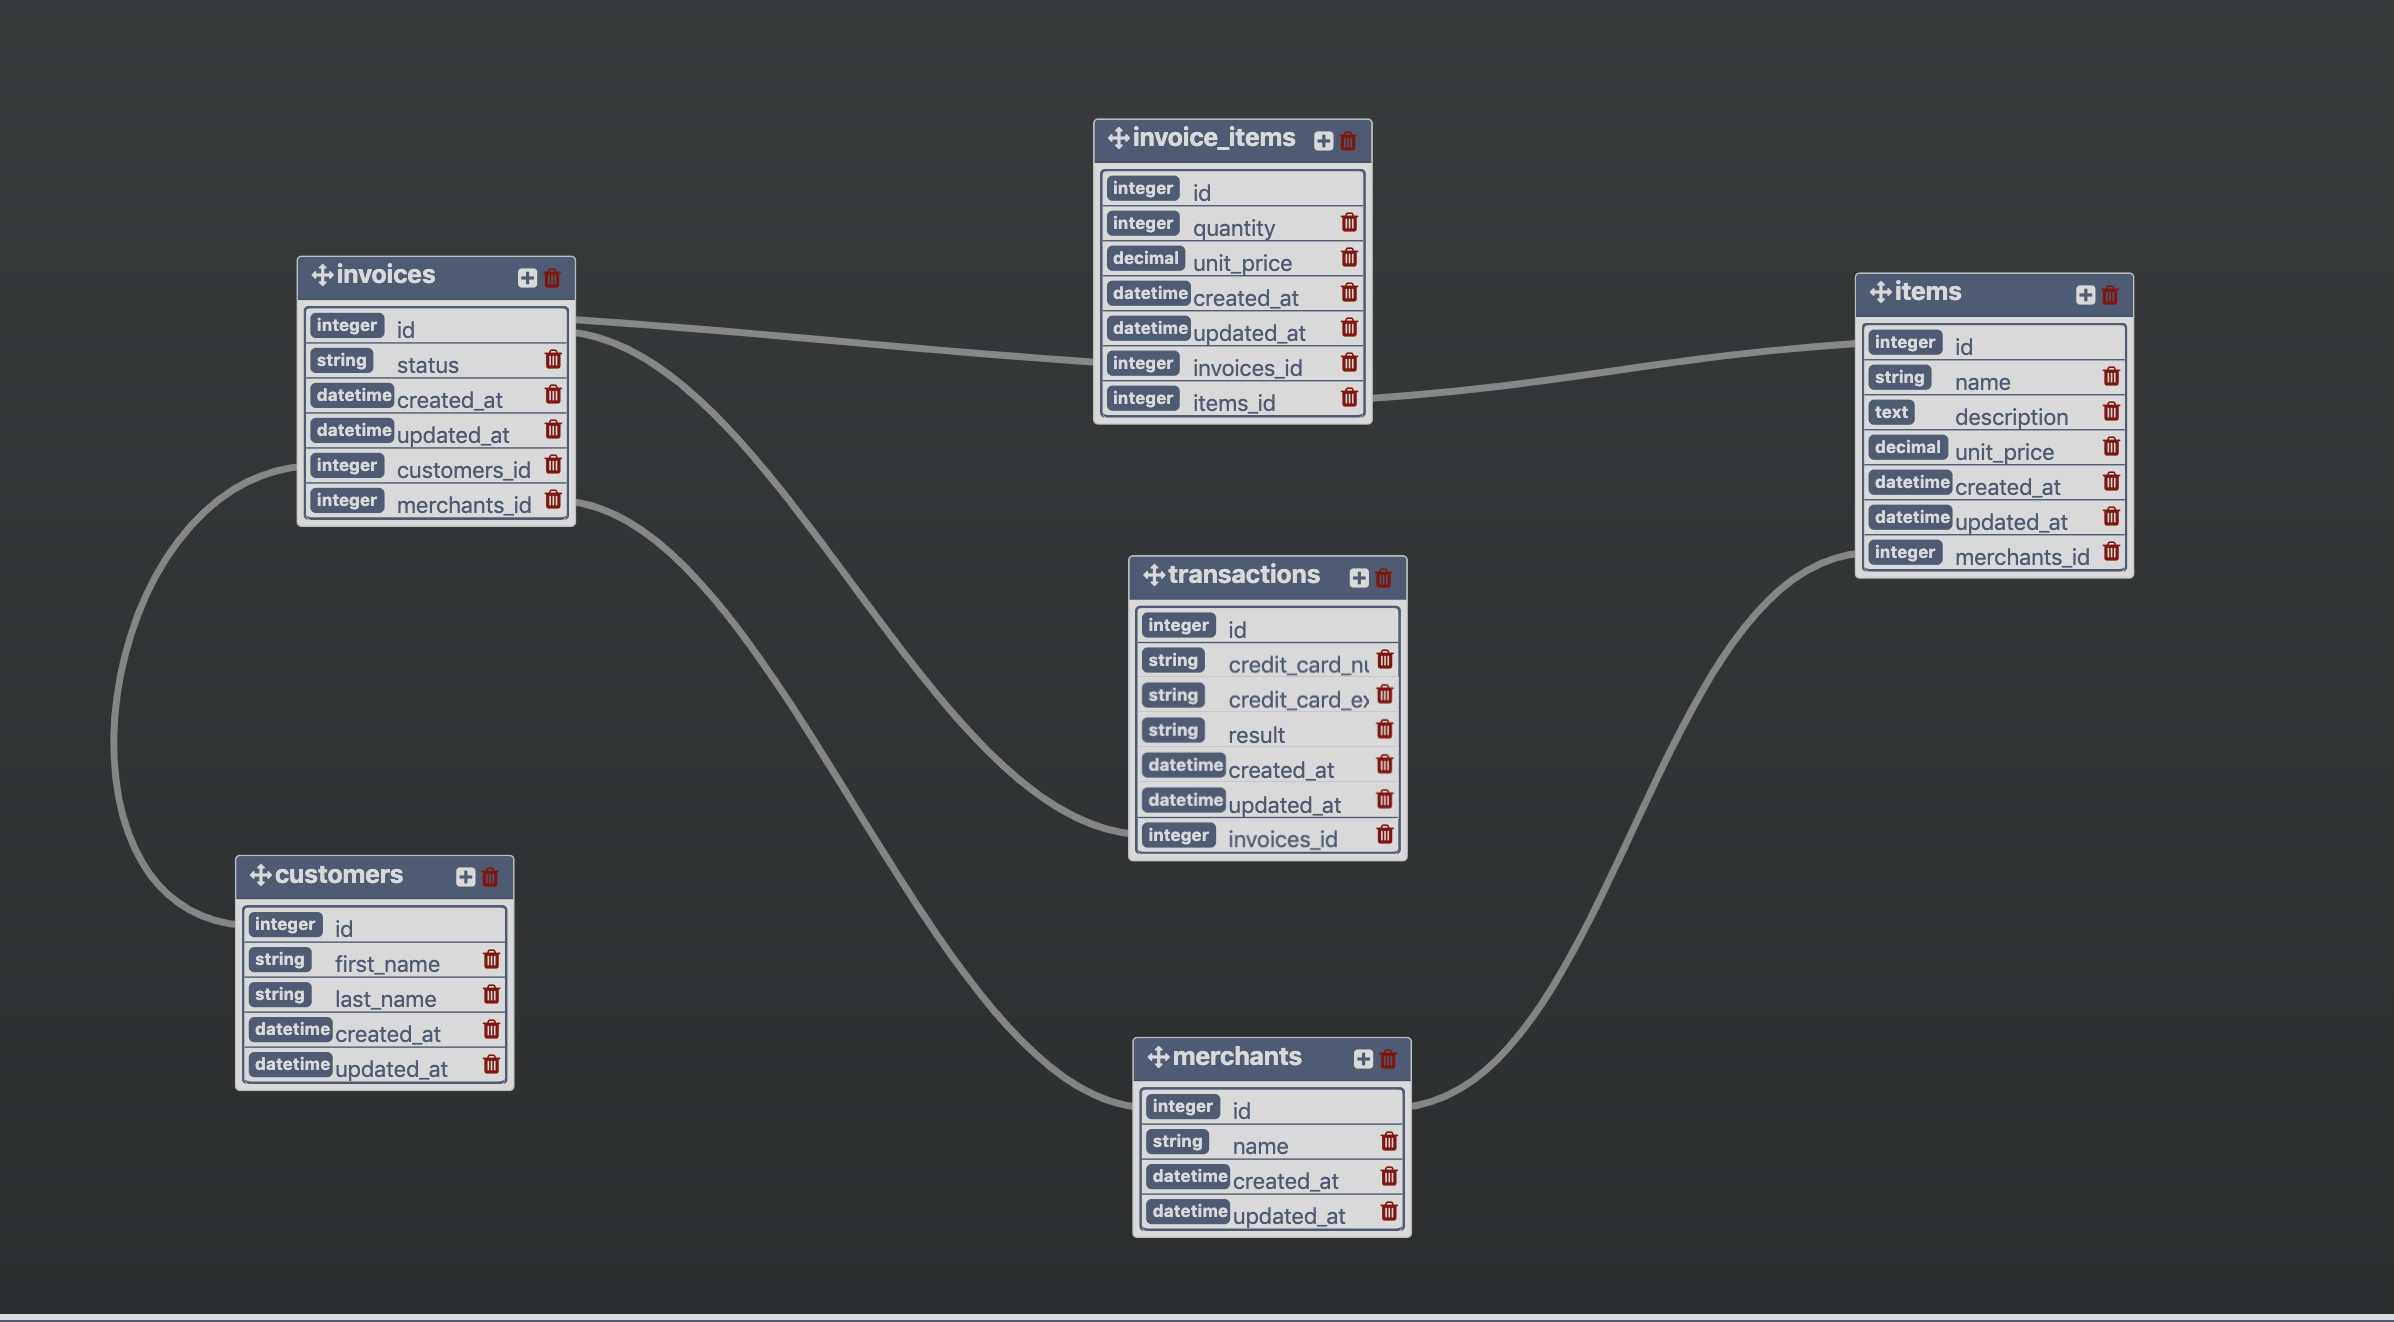 invoice_items
integer id
integer quantity
decimal unit_price
datetime created_at
datetime updated_at
integer invoices_id
integer items_id
invoices
integer id
string status
datetime created_at
datetime updated_at
integer customers_id
integer merchants_id
items
integer id
string name
text description
decimal unit_price
datetime created_at
datetime updated_at
integer merchants_id
transactions
integer id
string credit_card_nu
string credit_card_ex
string result
datetime created_at
datetime updated_at
integer invoices_id
customers
integer id
string first_name
string last_name
datetime created_at
datetime updated_at
merchants
integer id
string name
datetime created_at
datetime updated_at